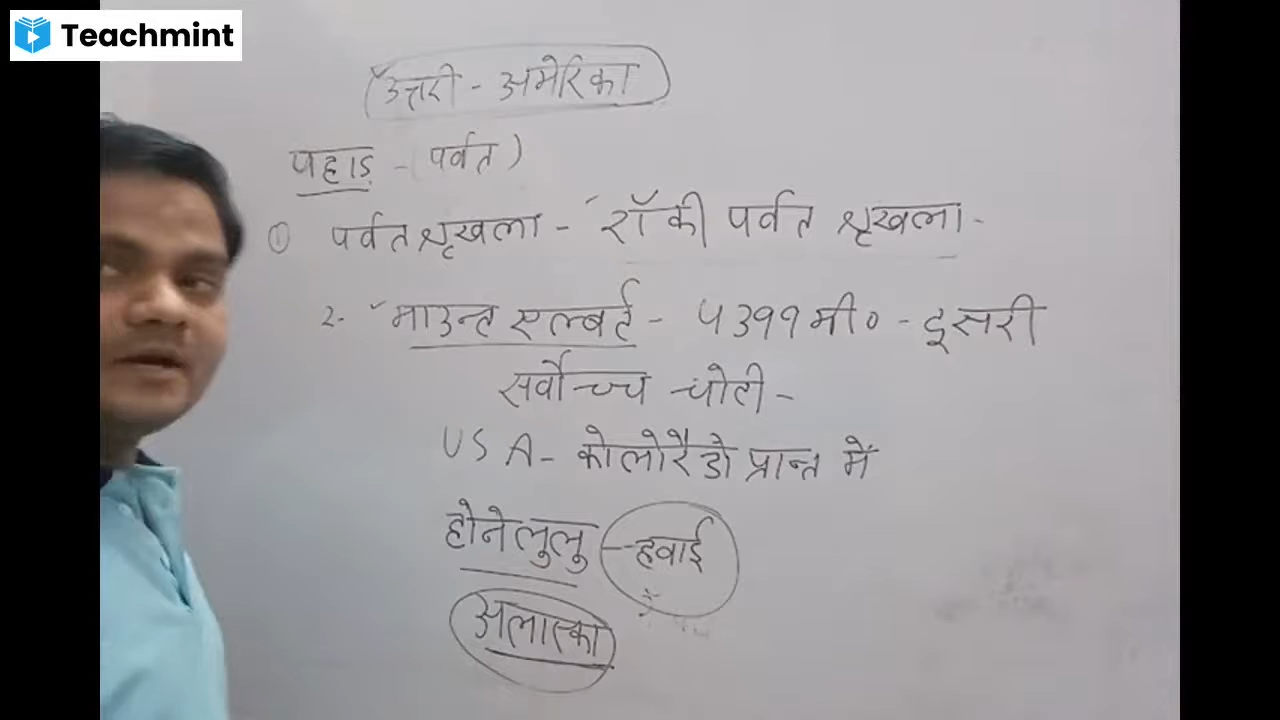 Teachmint
उत्तरी - अमेरिका
पहाड़ - (पर्वत)
① पर्वत श्रृखला - रॉकी पर्वत श्रृखला -
2- माउन्ट एल्बर्ट - ५३९९ मी० - दूसरी
सर्वोच्च चोटी -
USA - कोलोरैडो प्रान्त में
होनेलुलु - हवाई
अलास्का